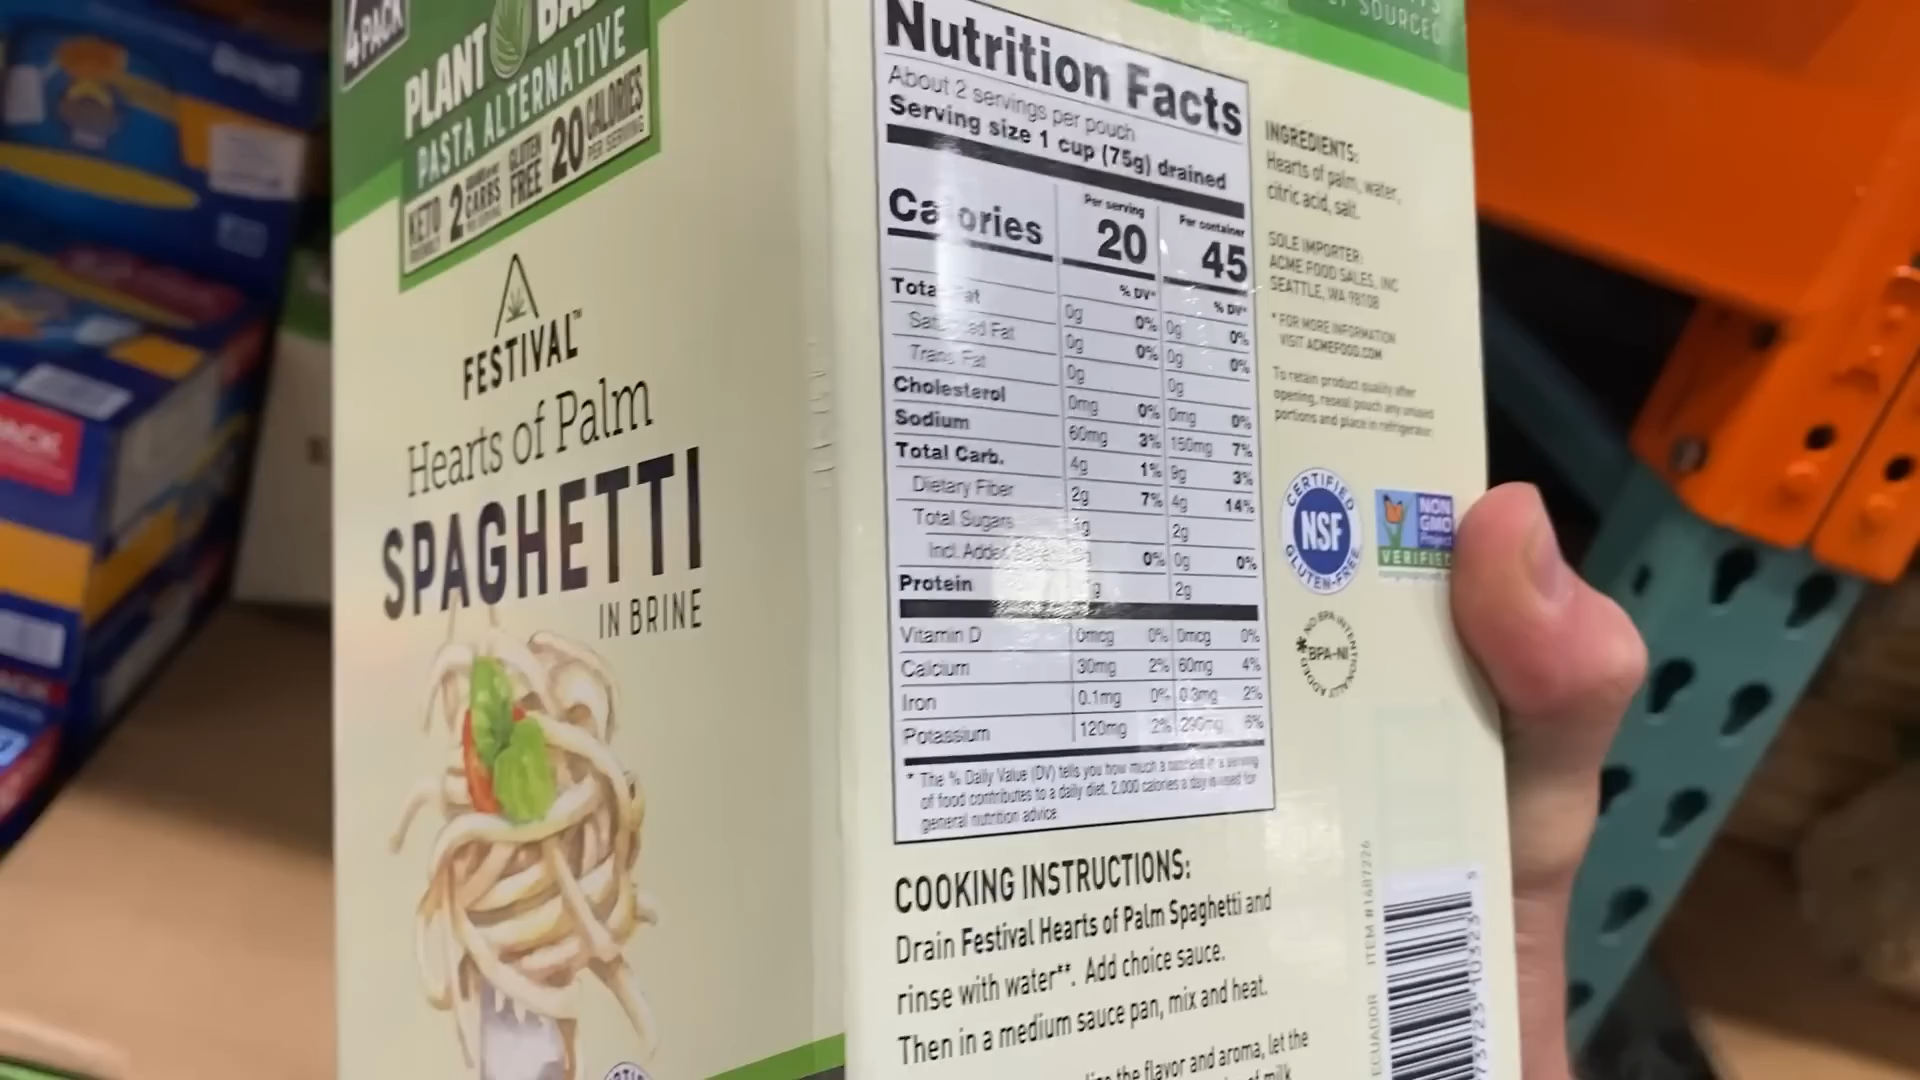 4 PACK
PLANT
PASTA ALTERNATIVE
KETO
2
CARBS
GLUTEN
FREE
20
CALORIES
PER SERVING
FESTIVAL™
Hearts of Palm
SPAGHETTI
IN BRINE
Nutrition Facts
About 2 servings per pouch
Serving size 1 cup (75g) drained
Per serving Per container
Calories 20 45
% DV* % DV*
Total Fat 0g 0% 0g 0%
Saturated Fat 0g 0% 0g 0%
Trans Fat 0g 0g
Cholesterol 0mg 0% 0mg 0%
Sodium 60mg 3% 150mg 7%
Total Carb. 4g 1% 9g 3%
Dietary Fiber 2g 7% 4g 14%
Total Sugars 2g
Incl. Added 0% 0g 0%
Protein g 2g
Vitamin D 0mcg 0% 0mcg 0%
Calcium 30mg 2% 60mg 4%
Iron 0.1mg 0% 0.3mg 2%
Potassium 120mg 2% 290mg 6%
* The % Daily Value (DV) tells you how much a nutrient in a serving
of food contributes to a daily diet. 2,000 calories a day is used for
general nutrition advice
COOKING INSTRUCTIONS:
Drain Festival Hearts of Palm Spaghetti and
rinse with water**. Add choice sauce.
Then in a medium sauce pan, mix and heat.
the flavor and aroma, let the
of milk
SOURCED
INGREDIENTS:
Hearts of palm, water,
citric acid, salt.
SOLE IMPORTER:
ACME FOOD SALES, INC
SEATTLE, WA 98108
* FOR MORE INFORMATION
VISIT ACMEFOOD.COM
To retain product quality after
opening, reseal pouch any unused
portions and place in refrigerator.
CERTIFIED
NSF
GLUTEN-FREE
NON
GMO
Project
VERIFIED
NO BPA INTENTIONALLY ADDED
*BPA-NI
ITEM #1687226
ECUADOR